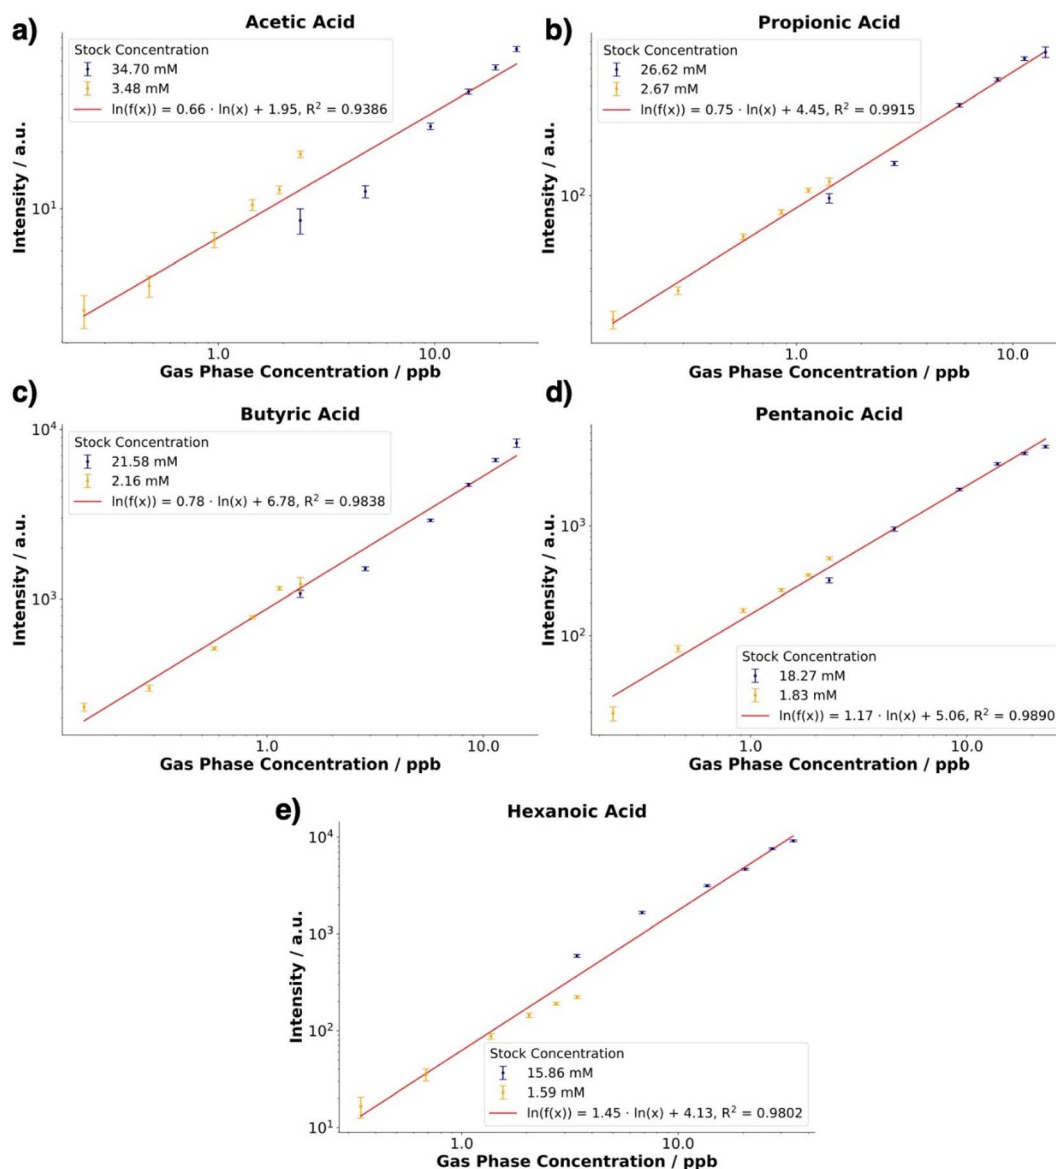 a)
Acetic Acid
Stock Concentration
34.70 mM
3.48 mM
ln(f(x)) = 0.66 · ln(x) + 1.95, R² = 0.9386
Intensity / a.u.
10¹
1.0
10.0
Gas Phase Concentration / ppb
b)
Propionic Acid
Stock Concentration
26.62 mM
2.67 mM
ln(f(x)) = 0.75 · ln(x) + 4.45, R² = 0.9915
Intensity / a.u.
10²
10²
1.0
10.0
Gas Phase Concentration / ppb
c)
Butyric Acid
Stock Concentration
21.58 mM
2.16 mM
ln(f(x)) = 0.78 · ln(x) + 6.78, R² = 0.9838
Intensity / a.u.
10⁴
10³
1.0
10.0
Gas Phase Concentration / ppb
d)
Pentanoic Acid
Stock Concentration
18.27 mM
1.83 mM
ln(f(x)) = 1.17 · ln(x) + 5.06, R² = 0.9890
Intensity / a.u.
10³
10²
1.0
10.0
Gas Phase Concentration / ppb
e)
Hexanoic Acid
Stock Concentration
15.86 mM
1.59 mM
ln(f(x)) = 1.45 · ln(x) + 4.13, R² = 0.9802
Intensity / a.u.
10⁴
10³
10²
10¹
1.0
10.0
Gas Phase Concentration / ppb